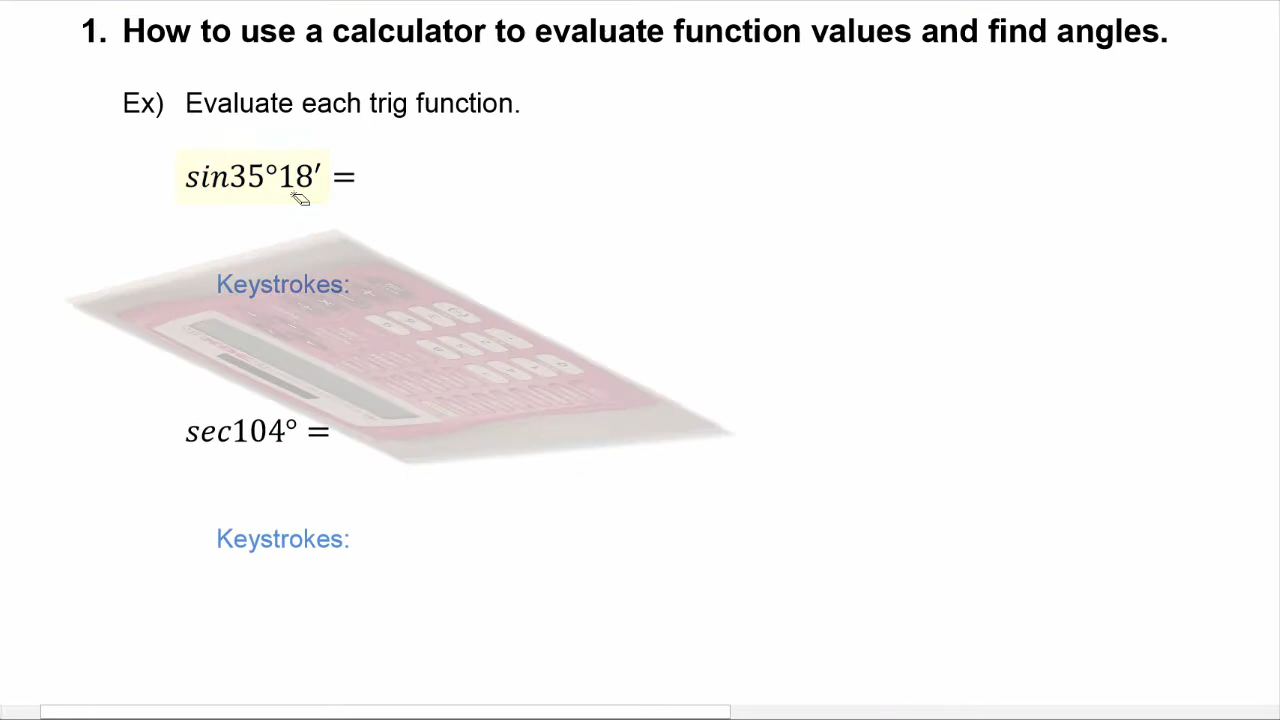 1. How to use a calculator to evaluate function values and find angles.
Ex) Evaluate each trig function.
sin35°18′ =
Keystrokes:
sec104° =
Keystrokes: